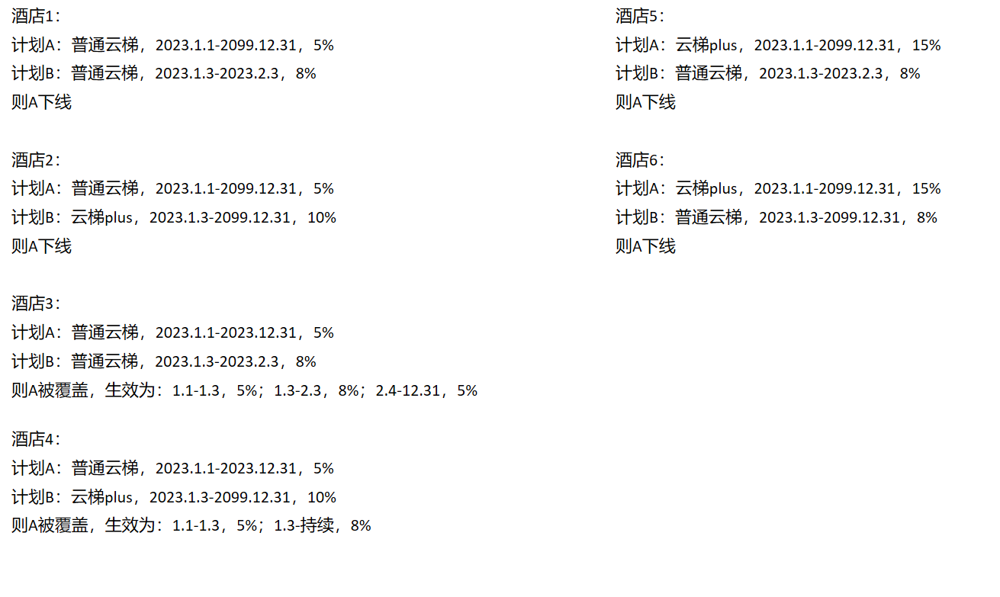 酒店1：
计划A：普通云梯，2023.1.1-2099.12.31，5%
计划B：普通云梯，2023.1.3-2023.2.3，8%
则A下线
酒店2：
计划A：普通云梯，2023.1.1-2099.12.31，5%
计划B：云梯plus，2023.1.3-2099.12.31，10%
则A下线
酒店3：
计划A：普通云梯，2023.1.1-2023.12.31，5%
计划B：普通云梯，2023.1.3-2023.2.3，8%
则A被覆盖，生效为：1.1-1.3，5%；1.3-2.3，8%；2.4-12.31，5%
酒店4：
计划A：普通云梯，2023.1.1-2023.12.31，5%
计划B：云梯plus，2023.1.3-2099.12.31，10%
则A被覆盖，生效为：1.1-1.3，5%；1.3-持续，8%
酒店5：
计划A：云梯plus，2023.1.1-2099.12.31，15%
计划B：普通云梯，2023.1.3-2023.2.3，8%
则A下线
酒店6：
计划A：云梯plus，2023.1.1-2099.12.31，15%
计划B：普通云梯，2023.1.3-2099.12.31，8%
则A下线